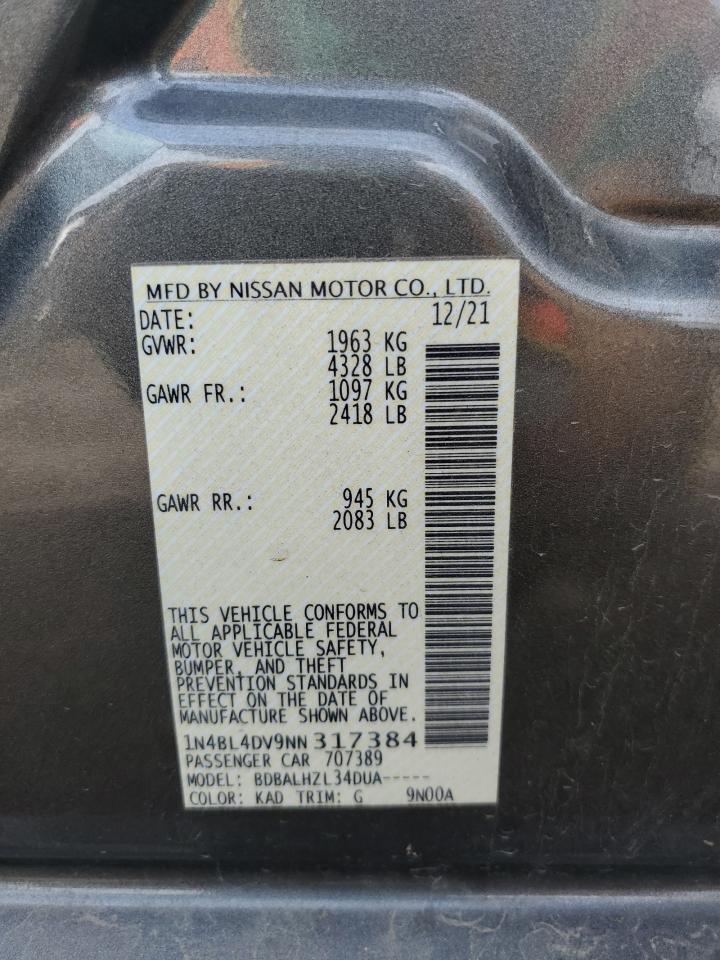 MFD BY NISSAN MOTOR CO., LTD.
DATE: 12/21
GVWR: 1963 KG
4328 LB
GAWR FR.: 1097 KG
2418 LB
GAWR RR.: 945 KG
2083 LB
THIS VEHICLE CONFORMS TO
ALL APPLICABLE FEDERAL
MOTOR VEHICLE SAFETY,
BUMPER, AND THEFT
PREVENTION STANDARDS IN
EFFECT ON THE DATE OF
MANUFACTURE SHOWN ABOVE.
1N4BL4DV9NN317384
PASSENGER CAR 707389
MODEL: BDBALHZL34DUA-----
COLOR: KAD TRIM: G 9N00A